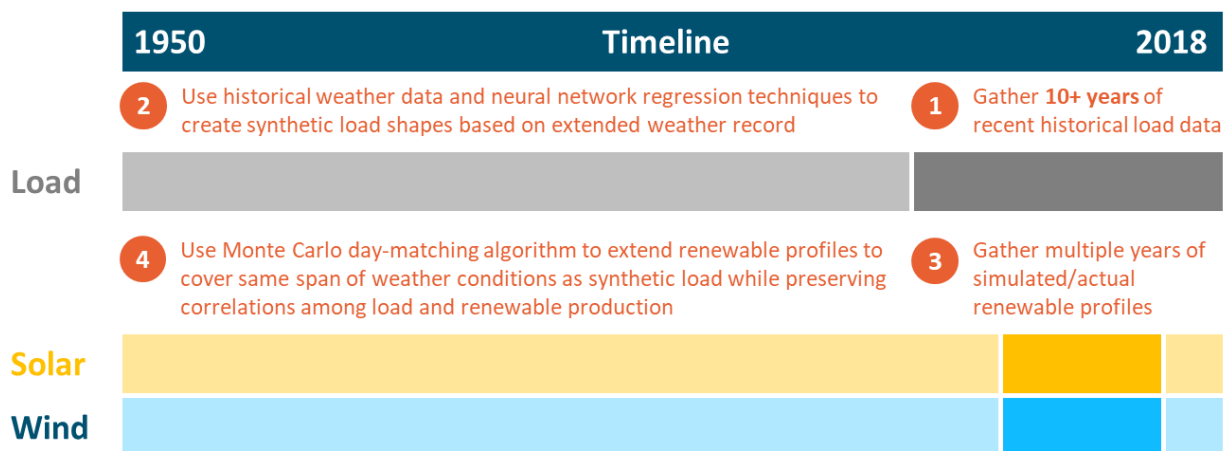 1950 Timeline 2018
2 Use historical weather data and neural network regression techniques to
create synthetic load shapes based on extended weather record
1 Gather 10+ years of
recent historical load data
Load
4 Use Monte Carlo day-matching algorithm to extend renewable profiles to
cover same span of weather conditions as synthetic load while preserving
correlations among load and renewable production
3 Gather multiple years of
simulated/actual
renewable profiles
Solar
Wind